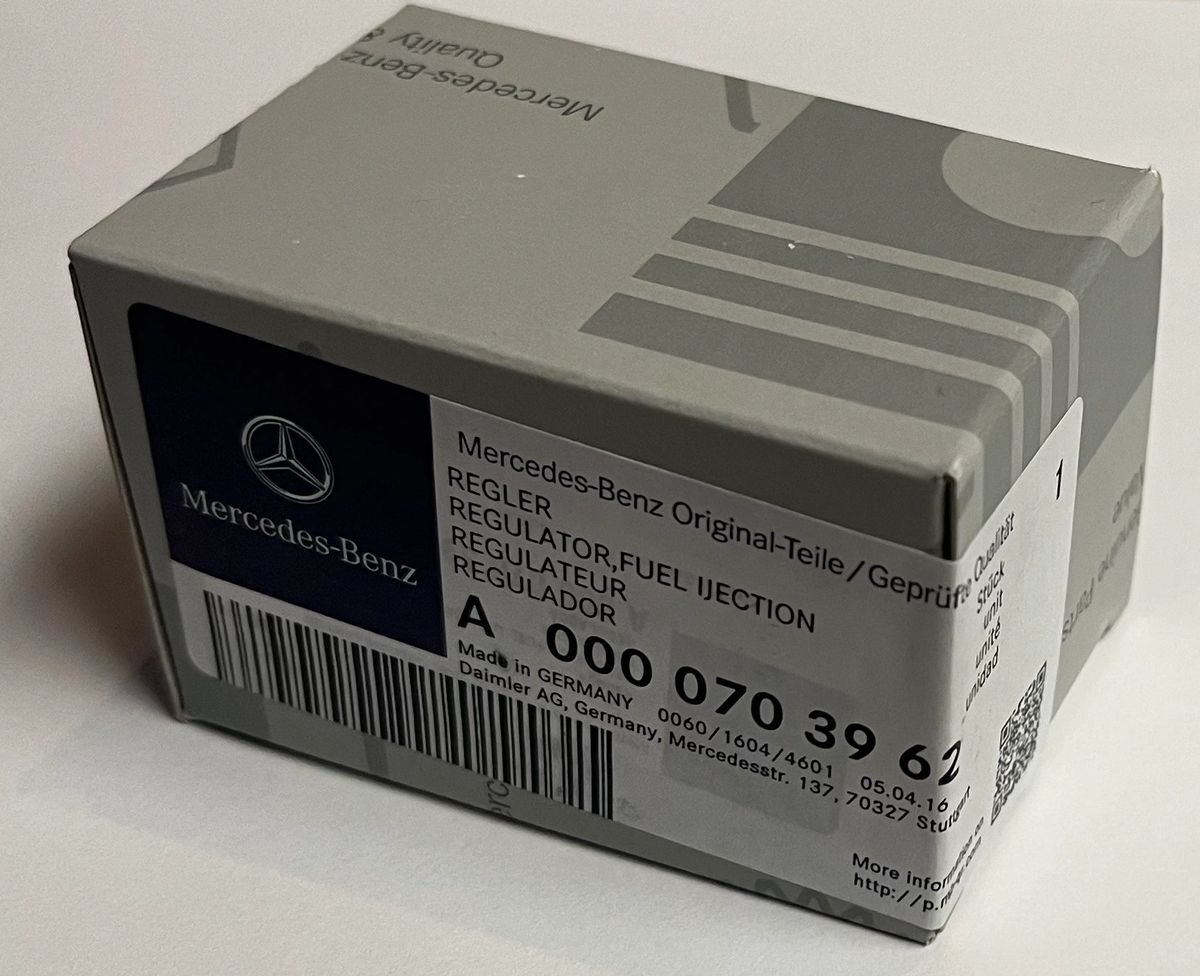 Mercedes-Benz
Quality &
Mercedes-Benz
Mercedes-Benz Original-Teile / Geprüfte Qualität
REGLER
REGULATOR,FUEL IJECTION
REGULATEUR
REGULADOR
A 000 070 39 62
Made in GERMANY 0060/1604/4601 05.04.16
Daimler AG, Germany, Mercedesstr. 137, 70327 Stuttgart
More information on
1
Stück
unit
unité
unidad